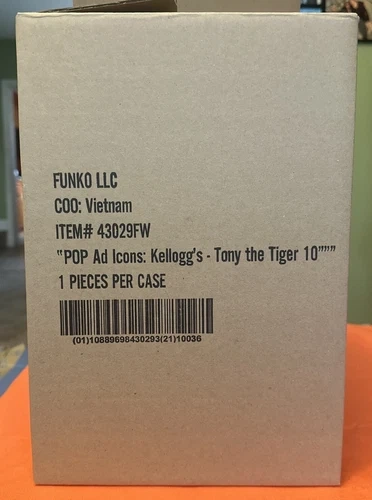 FUNKO LLC
COO: Vietnam
ITEM# 43029FW
"POP Ad Icons: Kellogg's - Tony the Tiger 10"""
1 PIECES PER CASE
(01)10889698430293(21)10036